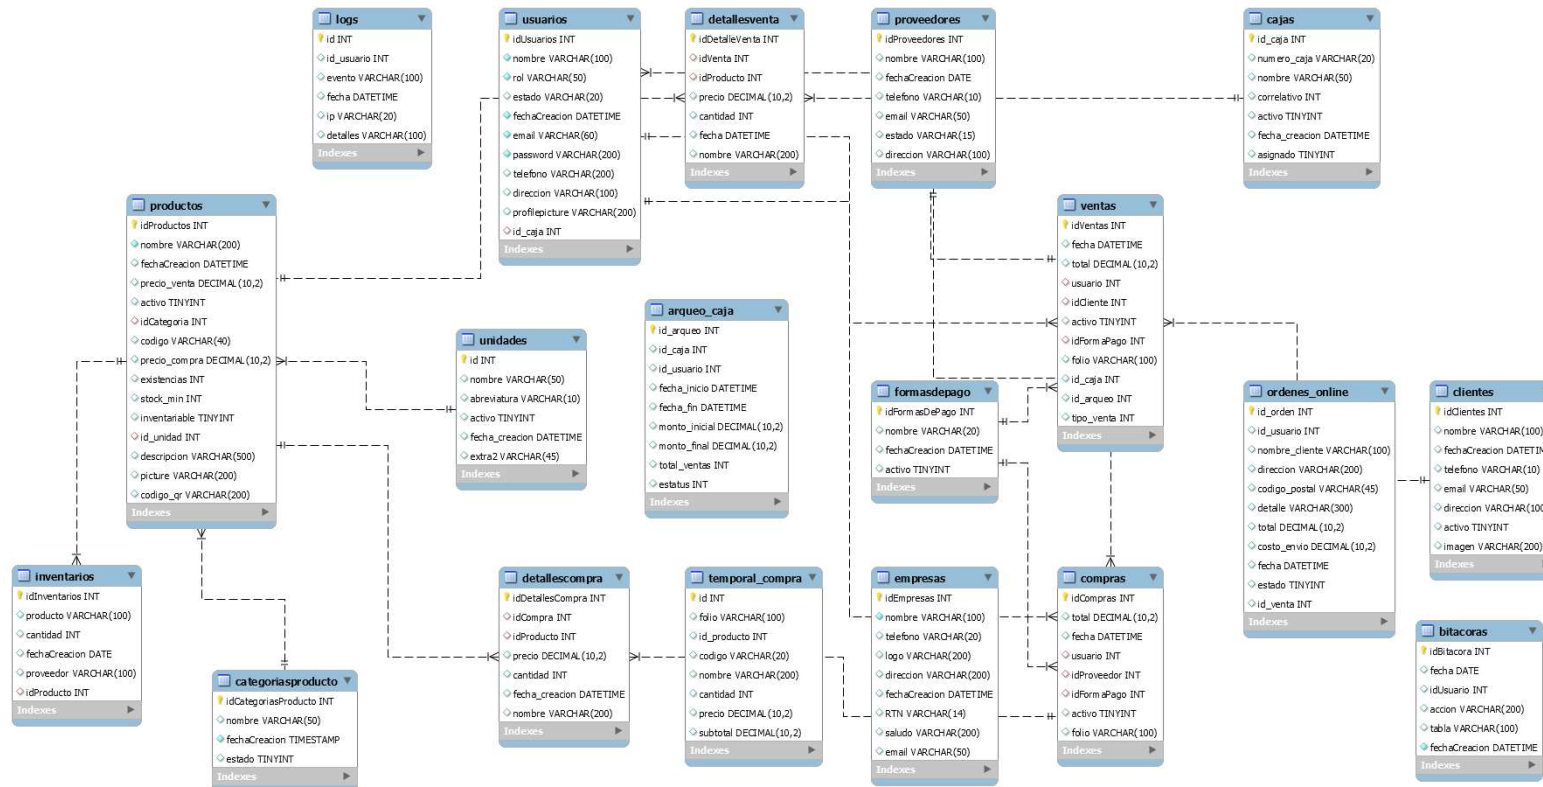 logs
id INT
id_usuario INT
evento VARCHAR(100)
fecha DATETIME
ip VARCHAR(20)
detalles VARCHAR(100)
Indexes
usuarios
idUsuarios INT
nombre VARCHAR(100)
rol VARCHAR(50)
estado VARCHAR(20)
fechaCreacion DATETIME
email VARCHAR(60)
password VARCHAR(200)
telefono VARCHAR(200)
direccion VARCHAR(100)
profilepicture VARCHAR(200)
id_caja INT
Indexes
detallesventa
idDetalleVenta INT
idVenta INT
idProducto INT
precio DECIMAL(10,2)
cantidad INT
fecha DATETIME
nombre VARCHAR(200)
Indexes
proveedores
idProveedores INT
nombre VARCHAR(100)
fechaCreacion DATE
telefono VARCHAR(10)
email VARCHAR(50)
estado VARCHAR(15)
direccion VARCHAR(100)
Indexes
cajas
id_caja INT
numero_caja VARCHAR(20)
nombre VARCHAR(50)
correlativo INT
activo TINYINT
fecha_creacion DATETIME
asignado TINYINT
Indexes
productos
idProductos INT
nombre VARCHAR(200)
fechaCreacion DATETIME
precio_venta DECIMAL(10,2)
activo TINYINT
idCategoria INT
codigo VARCHAR(40)
precio_compra DECIMAL(10,2)
existencias INT
stock_min INT
inventariable TINYINT
id_unidad INT
descripcion VARCHAR(500)
picture VARCHAR(200)
codigo_qr VARCHAR(200)
Indexes
ventas
idVentas INT
fecha DATETIME
total DECIMAL(10,2)
usuario INT
idCliente INT
activo TINYINT
idFormaPago INT
folio VARCHAR(100)
id_caja INT
id_arqueo INT
tipo_venta INT
Indexes
arqueo_caja
id_arqueo INT
id_caja INT
id_usuario INT
fecha_inicio DATETIME
fecha_fin DATETIME
monto_inicial DECIMAL(10,2)
monto_final DECIMAL(10,2)
total_ventas INT
estatus INT
Indexes
unidades
id INT
nombre VARCHAR(50)
abreviatura VARCHAR(10)
activo TINYINT
fecha_creacion DATETIME
extra2 VARCHAR(45)
Indexes
formasdepago
idFormasDePago INT
nombre VARCHAR(20)
fechaCreacion DATETIME
activo TINYINT
Indexes
ordenes_online
id_orden INT
id_usuario INT
nombre_cliente VARCHAR(100)
direccion VARCHAR(200)
codigo_postal VARCHAR(45)
detalle VARCHAR(300)
total DECIMAL(10,2)
costo_envio DECIMAL(10,2)
fecha DATETIME
estado TINYINT
id_venta INT
Indexes
clientes
idClientes INT
nombre VARCHAR(100)
fechaCreacion DATETIM
telefono VARCHAR(10)
email VARCHAR(50)
direccion VARCHAR(100
activo TINYINT
imagen VARCHAR(200)
Indexes
inventarios
idInventarios INT
producto VARCHAR(100)
cantidad INT
fechaCreacion DATE
proveedor VARCHAR(100)
idProducto INT
Indexes
detallescompra
idDetallesCompra INT
idCompra INT
idProducto INT
precio DECIMAL(10,2)
cantidad INT
fecha_creacion DATETIME
nombre VARCHAR(200)
Indexes
temporal_compra
id INT
folio VARCHAR(100)
id_producto INT
codigo VARCHAR(20)
nombre VARCHAR(200)
cantidad INT
precio DECIMAL(10,2)
subtotal DECIMAL(10,2)
Indexes
empresas
idEmpresas INT
nombre VARCHAR(100)
telefono VARCHAR(20)
logo VARCHAR(200)
direccion VARCHAR(200)
fechaCreacion DATETIME
RTN VARCHAR(14)
saludo VARCHAR(200)
email VARCHAR(50)
Indexes
compras
idCompras INT
total DECIMAL(10,2)
fecha DATETIME
usuario INT
idProveedor INT
idFormaPago INT
activo TINYINT
folio VARCHAR(100)
Indexes
bitacoras
idBitacora INT
fecha DATE
idUsuario INT
accion VARCHAR(200)
tabla VARCHAR(100)
fechaCreacion DATETIME
Indexes
categoriasproducto
idCategoriasProducto INT
nombre VARCHAR(50)
fechaCreacion TIMESTAMP
estado TINYINT
Indexes